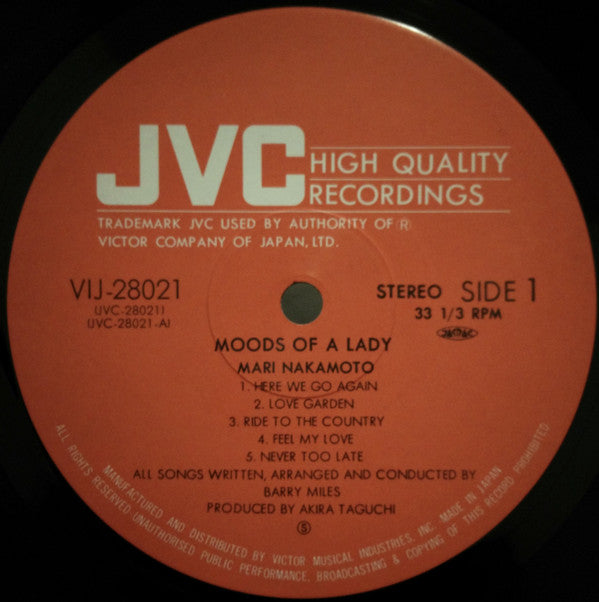 JVC
HIGH QUALITY
RECORDINGS
TRADEMARK JVC USED BY AUTHORITY OF ®
VICTOR COMPANY OF JAPAN, LTD.
VIJ-28021
(JVC-28021)
(JVC-28021-A)
STEREO SIDE 1
33 1/3 RPM
JASRAC
MOODS OF A LADY
MARI NAKAMOTO
1. HERE WE GO AGAIN
2. LOVE GARDEN
3. RIDE TO THE COUNTRY
4. FEEL MY LOVE
5. NEVER TOO LATE
ALL SONGS WRITTEN, ARRANGED AND CONDUCTED BY
BARRY MILES
PRODUCED BY AKIRA TAGUCHI
Ⓢ
MANUFACTURED AND DISTRIBUTED BY VICTOR MUSICAL INDUSTRIES, INC. MADE IN JAPAN
ALL RIGHTS RESERVED UNAUTHORISED PUBLIC PERFORMANCE, BROADCASTING & COPYING OF THIS RECORD PROHIBITED